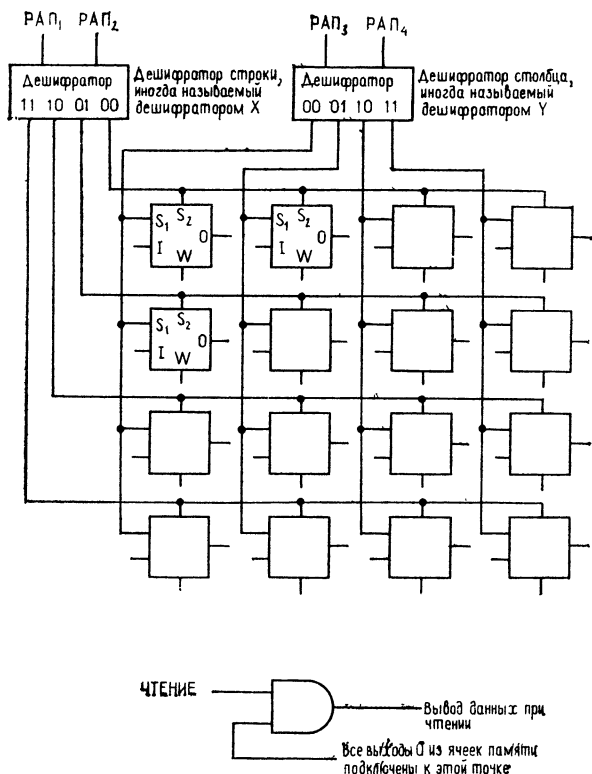 РАП₁ РАП₂
РАП₃ РАП₄
Дешифратор
11 10 01 00
Дешифратор строки,
иногда называемый
дешифратором X
Дешифратор
00 01 10 11
Дешифратор столбца,
иногда называемый
дешифратором Y
S₁ S₂
I W O
S₁ S₂
I W O
S₁ S₂
I W O
ЧТЕНИЕ
Вывод данных при
чтении
Все выходы O из ячеек памяти
подключены к этой точке